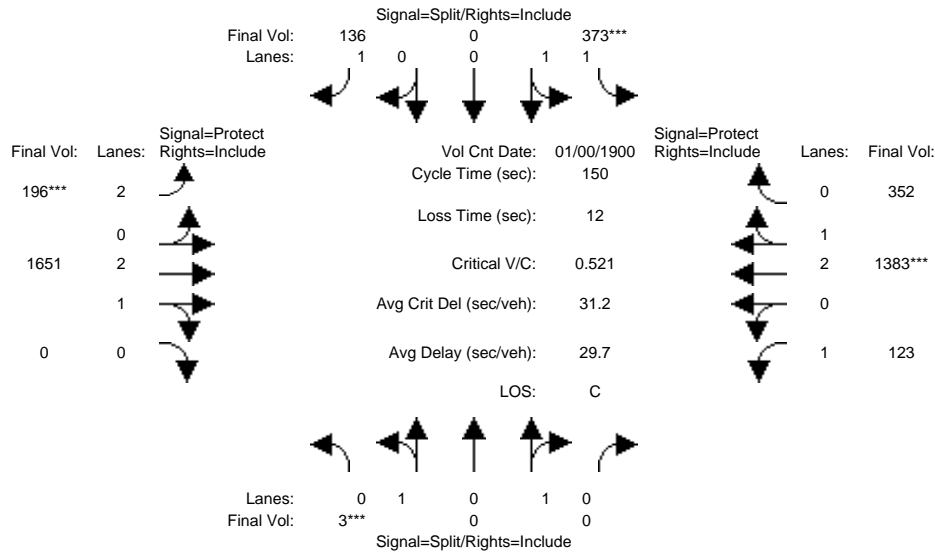 Signal=Split/Rights=Include
Final Vol: 136 0 373***
Lanes: 1 0 0 1 1
Signal=Protect Signal=Protect
Final Vol: Lanes: Rights=Include Vol Cnt Date: 01/00/1900 Rights=Include Lanes: Final Vol:
Cycle Time (sec): 150
196*** 2 0 352
Loss Time (sec): 12
0 1
1651 2 Critical V/C: 0.521 2 1383***
1 Avg Crit Del (sec/veh): 31.2 0
0 0 Avg Delay (sec/veh): 29.7 1 123
LOS: C
Lanes: 0 1 0 1 0
Final Vol: 3*** 0 0
Signal=Split/Rights=Include